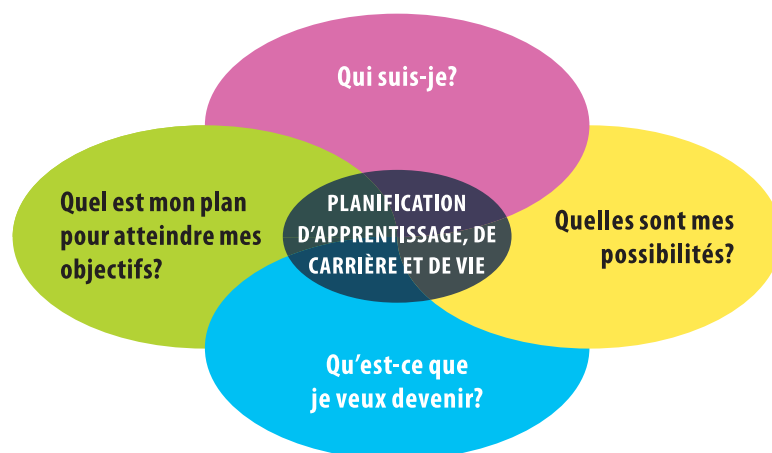 Qui suis-je?
Quelles sont mes
possibilités?
Qu'est-ce que
je veux devenir?
Quel est mon plan
pour atteindre mes
objectifs?
PLANIFICATION
D'APPRENTISSAGE, DE
CARRIÈRE ET DE VIE